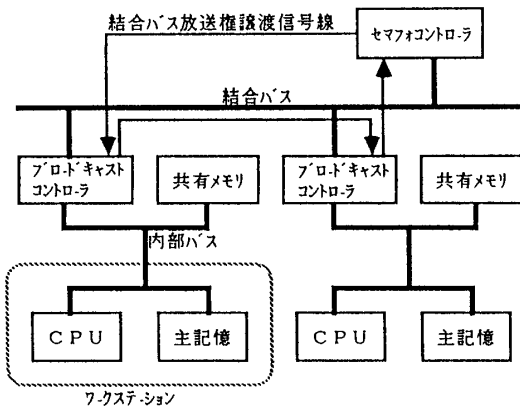 結合バス放送権譲渡信号線
セマフォコントローラ
結合バス
ブロードキャスト
コントローラ
共有メモリ
ブロードキャスト
コントローラ
共有メモリ
内部バス
CPU
主記憶
CPU
主記憶
ワークステーション